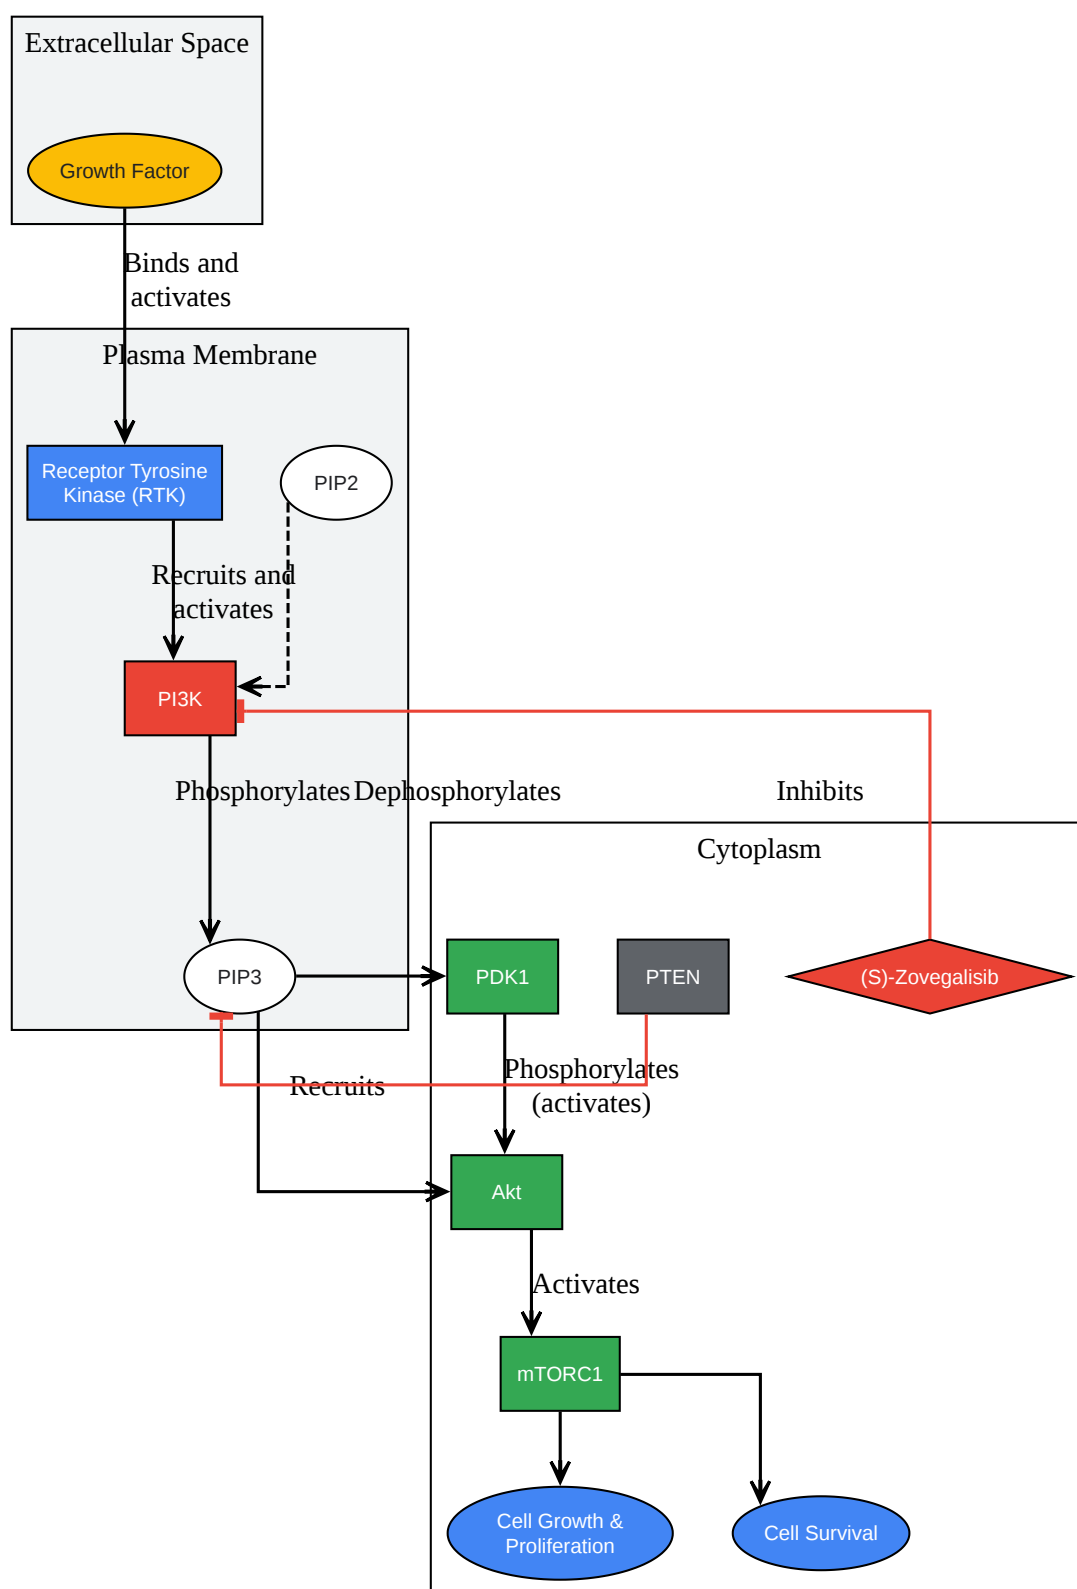 Extracellular Space
Growth Factor
Binds and
activates
Plasma Membrane
Receptor Tyrosine
Kinase (RTK)
PIP2
Recruits and
activates
PI3K
Phosphorylates
Dephosphorylates
Inhibits
Cytoplasm
PIP3
PDK1
PTEN
(S)-Zovegalisib
Recruits
Phosphorylates
(activates)
Akt
Activates
mTORC1
Cell Growth &
Proliferation
Cell Survival